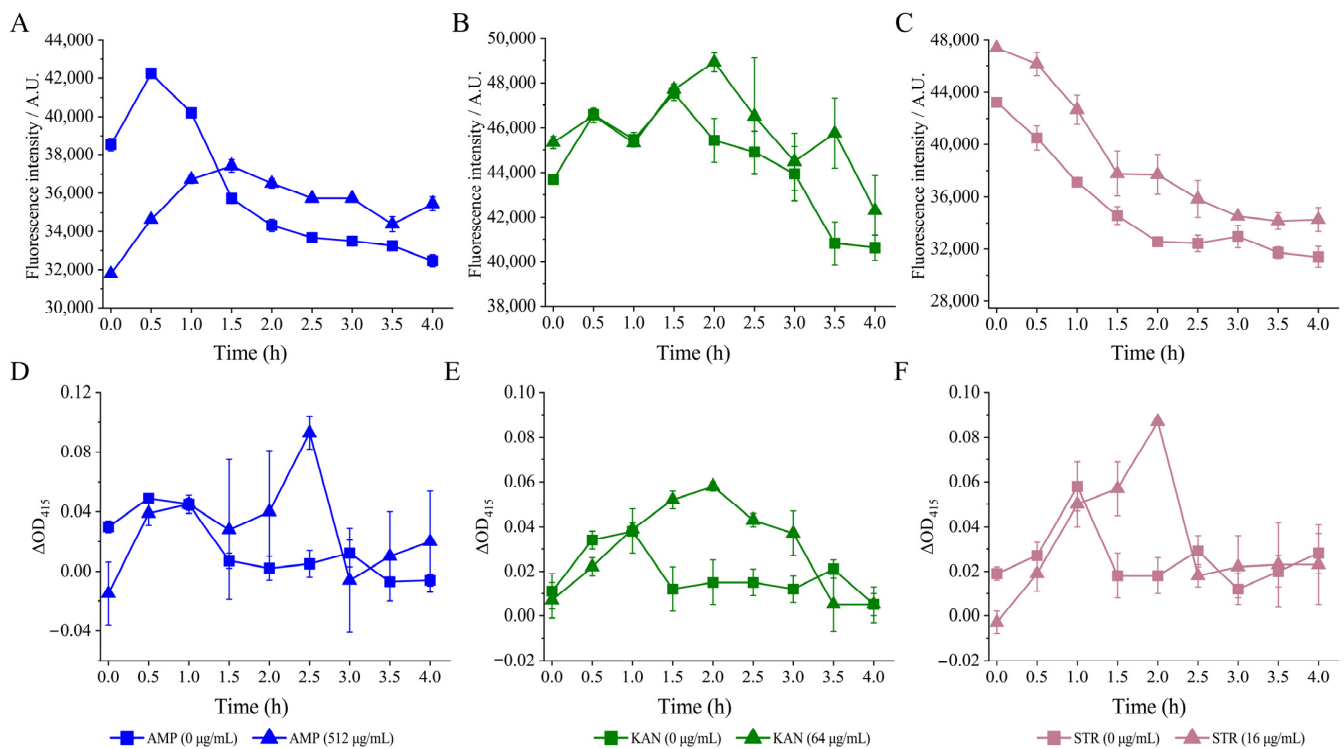 A
44,000
42,000
40,000
38,000
36,000
34,000
32,000
30,000
Fluorescence intensity / A.U.
0.0 0.5 1.0 1.5 2.0 2.5 3.0 3.5 4.0
Time (h)
B
50,000
48,000
46,000
44,000
42,000
40,000
38,000
Fluorescence intensity / A.U.
0.0 0.5 1.0 1.5 2.0 2.5 3.0 3.5 4.0
Time (h)
C
48,000
44,000
40,000
36,000
32,000
28,000
Fluorescence intensity / A.U.
0.0 0.5 1.0 1.5 2.0 2.5 3.0 3.5 4.0
Time (h)
D
0.12
0.08
0.04
0.00
−0.04
ΔOD415
0.0 0.5 1.0 1.5 2.0 2.5 3.0 3.5 4.0
Time (h)
AMP (0 μg/mL) AMP (512 μg/mL)
E
0.10
0.08
0.06
0.04
0.02
0.00
−0.02
ΔOD415
0.0 0.5 1.0 1.5 2.0 2.5 3.0 3.5 4.0
Time (h)
KAN (0 μg/mL) KAN (64 μg/mL)
F
0.10
0.08
0.06
0.04
0.02
0.00
−0.02
ΔOD415
0.0 0.5 1.0 1.5 2.0 2.5 3.0 3.5 4.0
Time (h)
STR (0 μg/mL) STR (16 μg/mL)